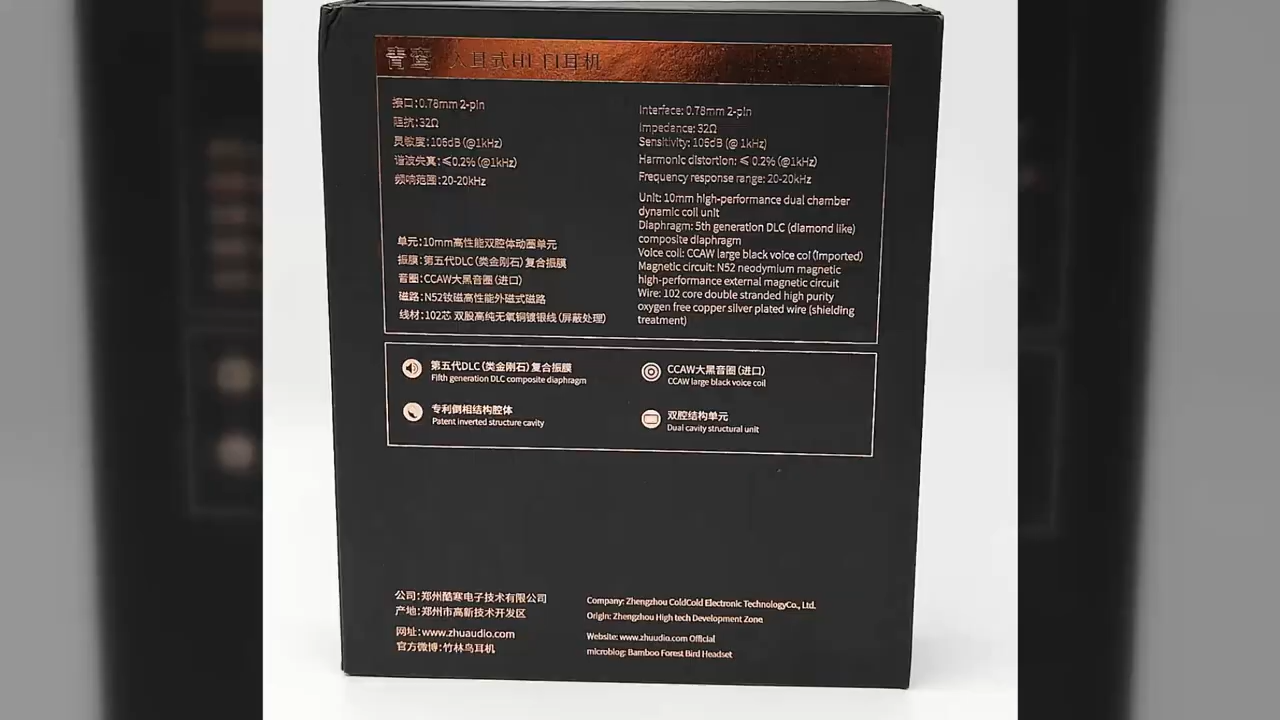 青鸾 入耳式HI-FI耳机
接口:0.78mm 2-pin
阻抗:32Ω
灵敏度:106dB (@1kHz)
谐波失真:≤0.2% (@1kHz)
频响范围:20-20kHz
单元:10mm高性能双腔体动圈单元
振膜:第五代DLC(类金刚石)复合振膜
音圈:CCAW大黑音圈(进口)
磁路:N52钕磁高性能外磁式磁路
线材:102芯 双股高纯无氧铜镀银线(屏蔽处理)
Interface: 0.78mm 2-pin
Impedance: 32Ω
Sensitivity: 106dB (@ 1kHz)
Harmonic distortion: ≤ 0.2% (@1kHz)
Frequency response range: 20-20kHz
Unit: 10mm high-performance dual chamber
dynamic coil unit
Diaphragm: 5th generation DLC (diamond like)
composite diaphragm
Voice coil: CCAW large black voice coi (Imported)
Magnetic circuit: N52 neodymium magnetic
high-performance external magnetic circuit
Wire: 102 core double stranded high purity
oxygen free copper silver plated wire (shielding
treatment)
第五代DLC(类金刚石)复合振膜
Fifth generation DLC composite diaphragm
CCAW大黑音圈(进口)
CCAW large black voice coil
专利倒相结构腔体
Patent inverted structure cavity
双腔结构单元
Dual cavity structural unit
公司:郑州酷寒电子技术有限公司
产地:郑州市高新技术开发区
网址:www.zhuaudio.com
官方微博:竹林鸟耳机
Company: Zhengzhou ColdCold Electronic TechnologyCo., Ltd.
Origin: Zhengzhou High tech Development Zone
Website: www.zhuudio.com Official
microblog: Bamboo Forest Bird Headset